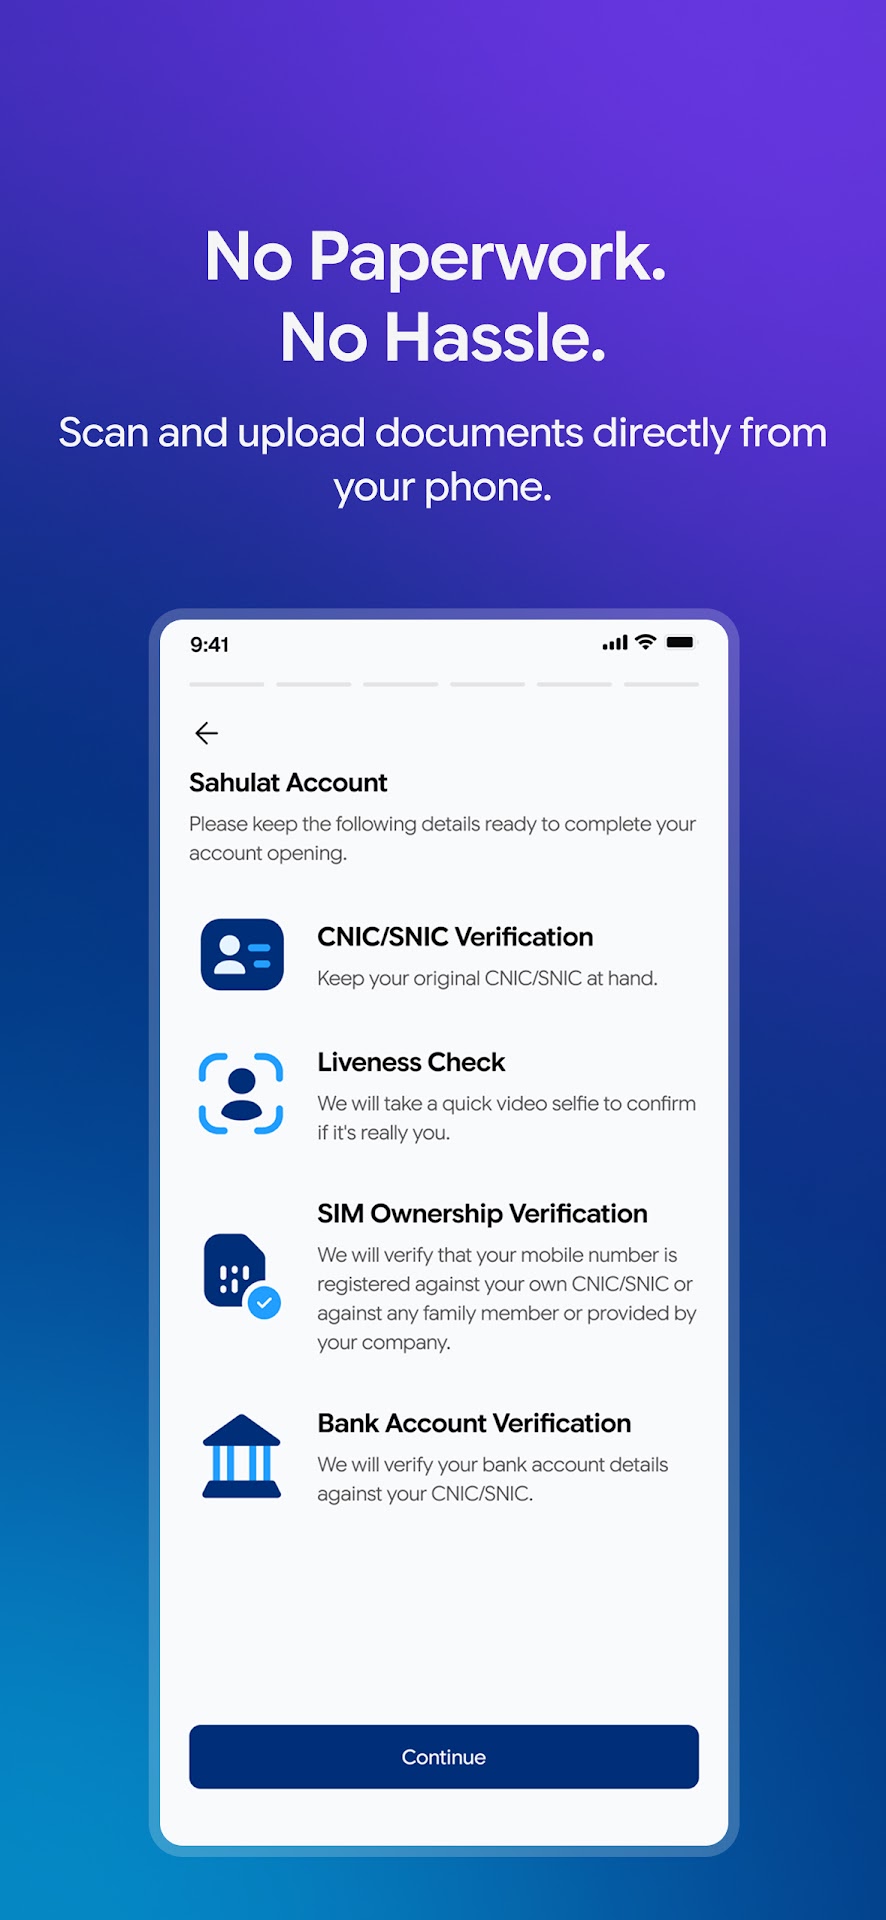 No Paperwork.
No Hassle.
Scan and upload documents directly from
your phone.
9:41
Sahulat Account
Please keep the following details ready to complete your
account opening.
CNIC/SNIC Verification
Keep your original CNIC/SNIC at hand.
Liveness Check
We will take a quick video selfie to confirm
if it's really you.
SIM Ownership Verification
We will verify that your mobile number is
registered against your own CNIC/SNIC or
against any family member or provided by
your company.
Bank Account Verification
We will verify your bank account details
against your CNIC/SNIC.
Continue